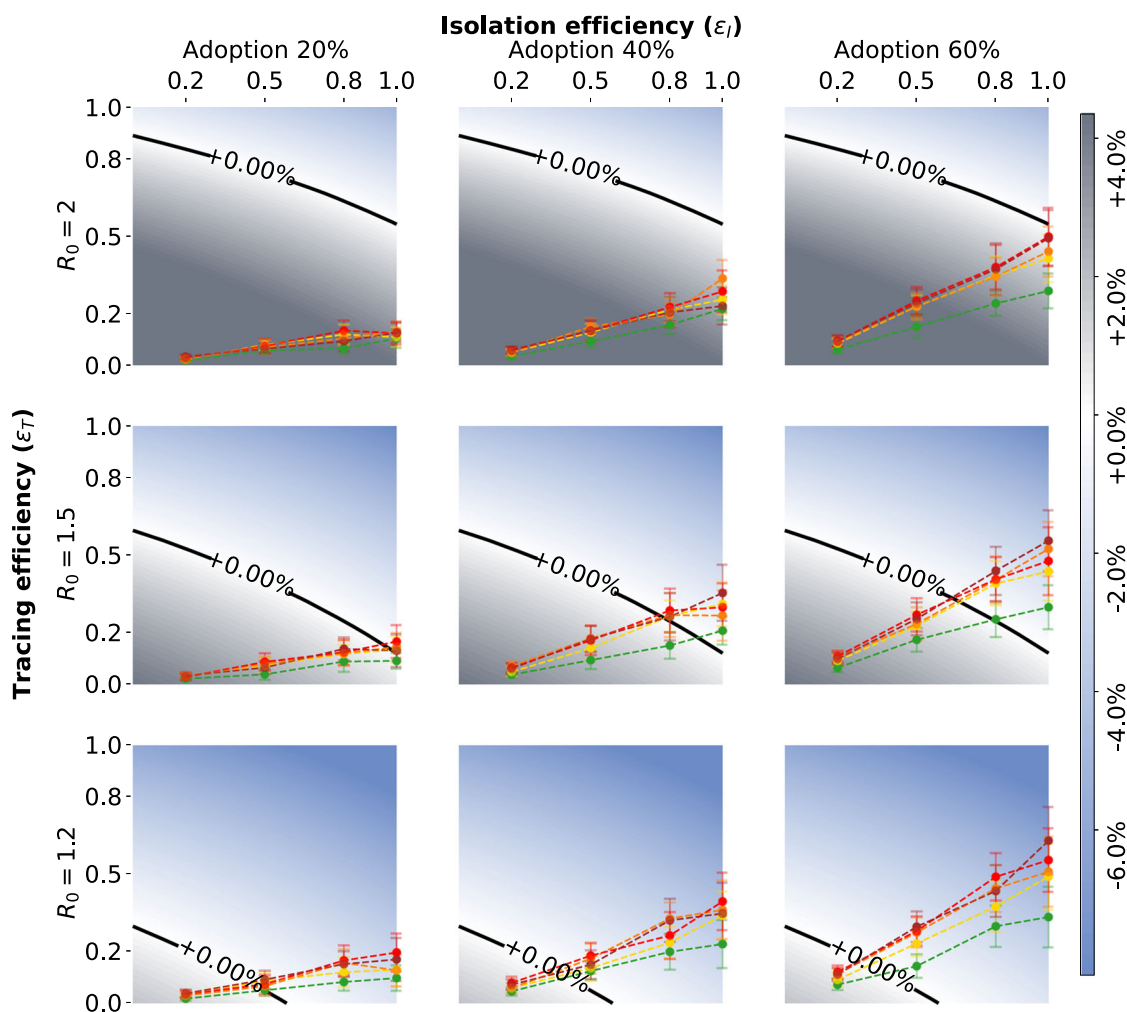 Isolation efficiency (ε_I)
Adoption 20% Adoption 40% Adoption 60%
0.2 0.5 0.8 1.0 0.2 0.5 0.8 1.0 0.2 0.5 0.8 1.0
Tracing efficiency (ε_T)
R_0 = 2
1.0
0.8
0.5
0.2
0.0
+0.00% +0.00% +0.00%
R_0 = 1.5
1.0
0.8
0.5
0.2
0.0
+0.00% +0.00% +0.00%
R_0 = 1.2
1.0
0.8
0.5
0.2
0.0
+0.00% +0.00% +0.00%
+4.0%
+2.0%
+0.0%
-2.0%
-4.0%
-6.0%